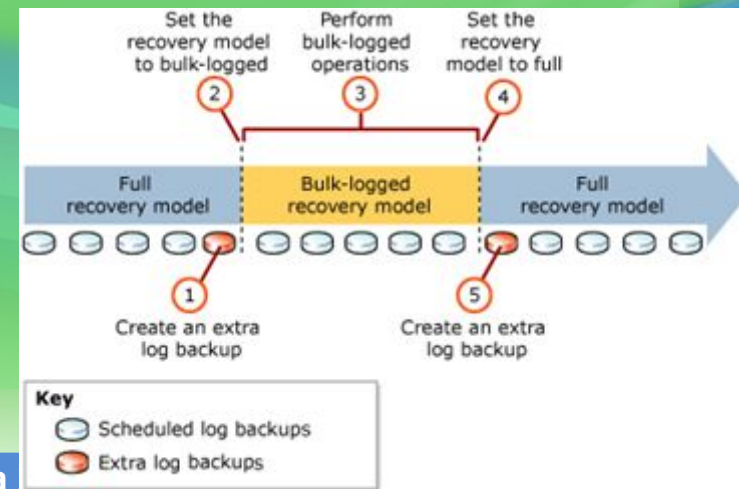 Set the
recovery model
to bulk-logged
2
Perform
bulk-logged
operations
3
Set the
recovery
model to full
4
Full
recovery model
Bulk-logged
recovery model
Full
recovery model
1
Create an extra
log backup
5
Create an extra
log backup
Key
Scheduled log backups
Extra log backups